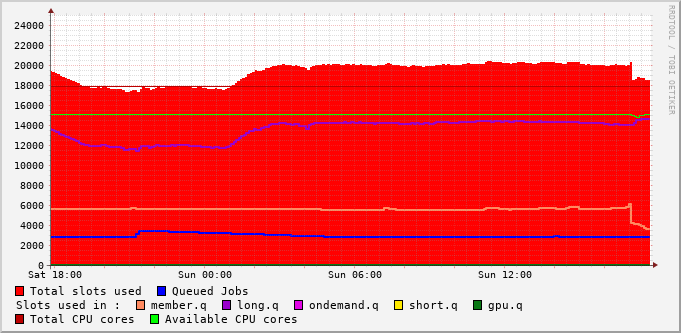 24000
22000
20000
18000
16000
14000
12000
10000
8000
6000
4000
2000
0
Sat 18:00 Sun 00:00 Sun 06:00 Sun 12:00
Total slots used Queued Jobs
Slots used in : member.q long.q ondemand.q short.q gpu.q
Total CPU cores Available CPU cores
RRDTOOL / TOBI OETIKER